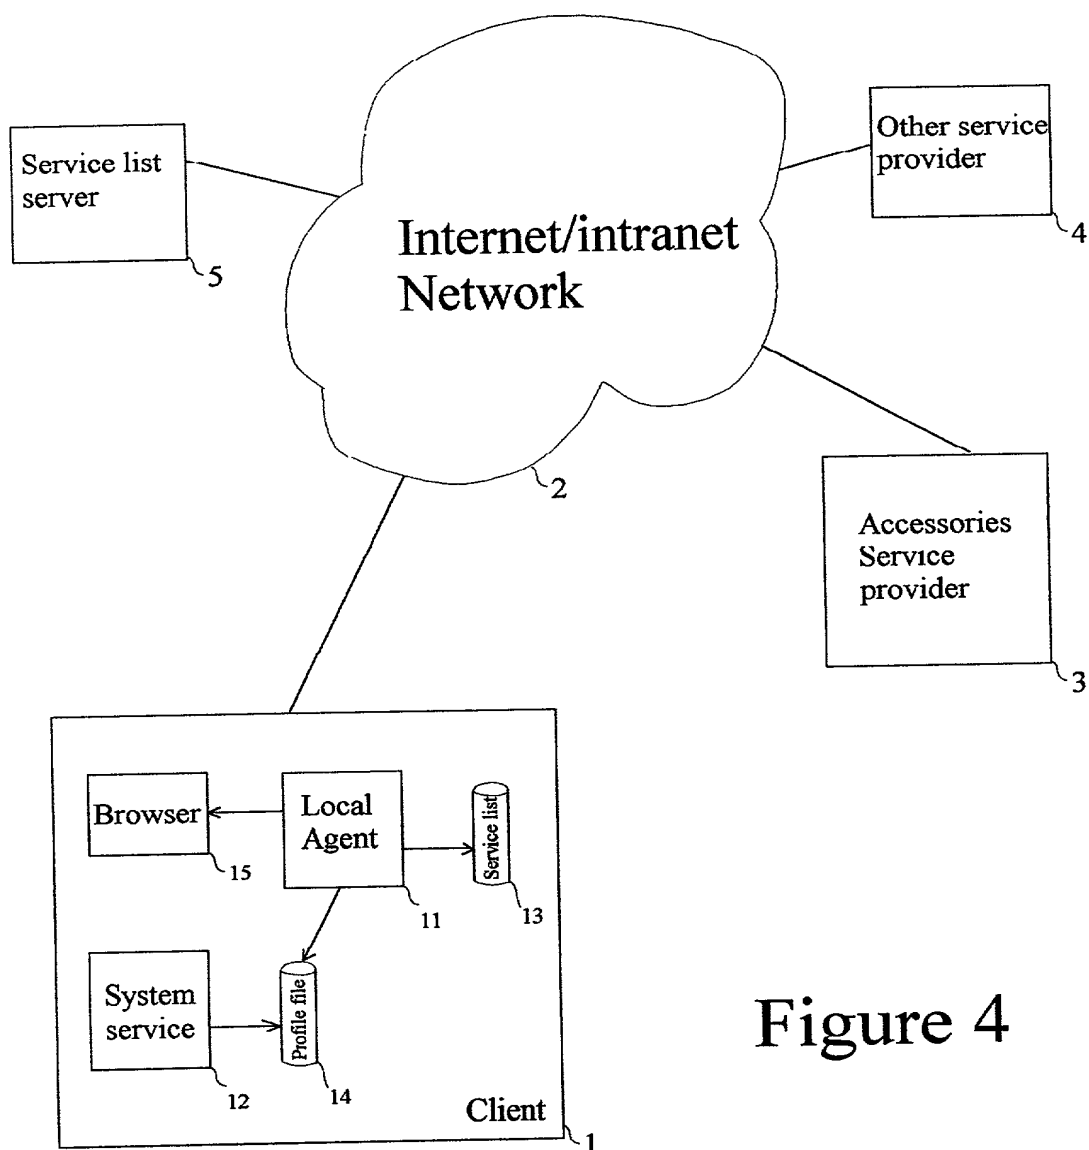 Service list
server
5
Internet/intranet
Network
2
Other service
provider
4
Accessories
Service
provider
3
Browser
15
Local
Agent
11
Service list
13
System
service
12
Profile file
14
Client
1
Figure 4